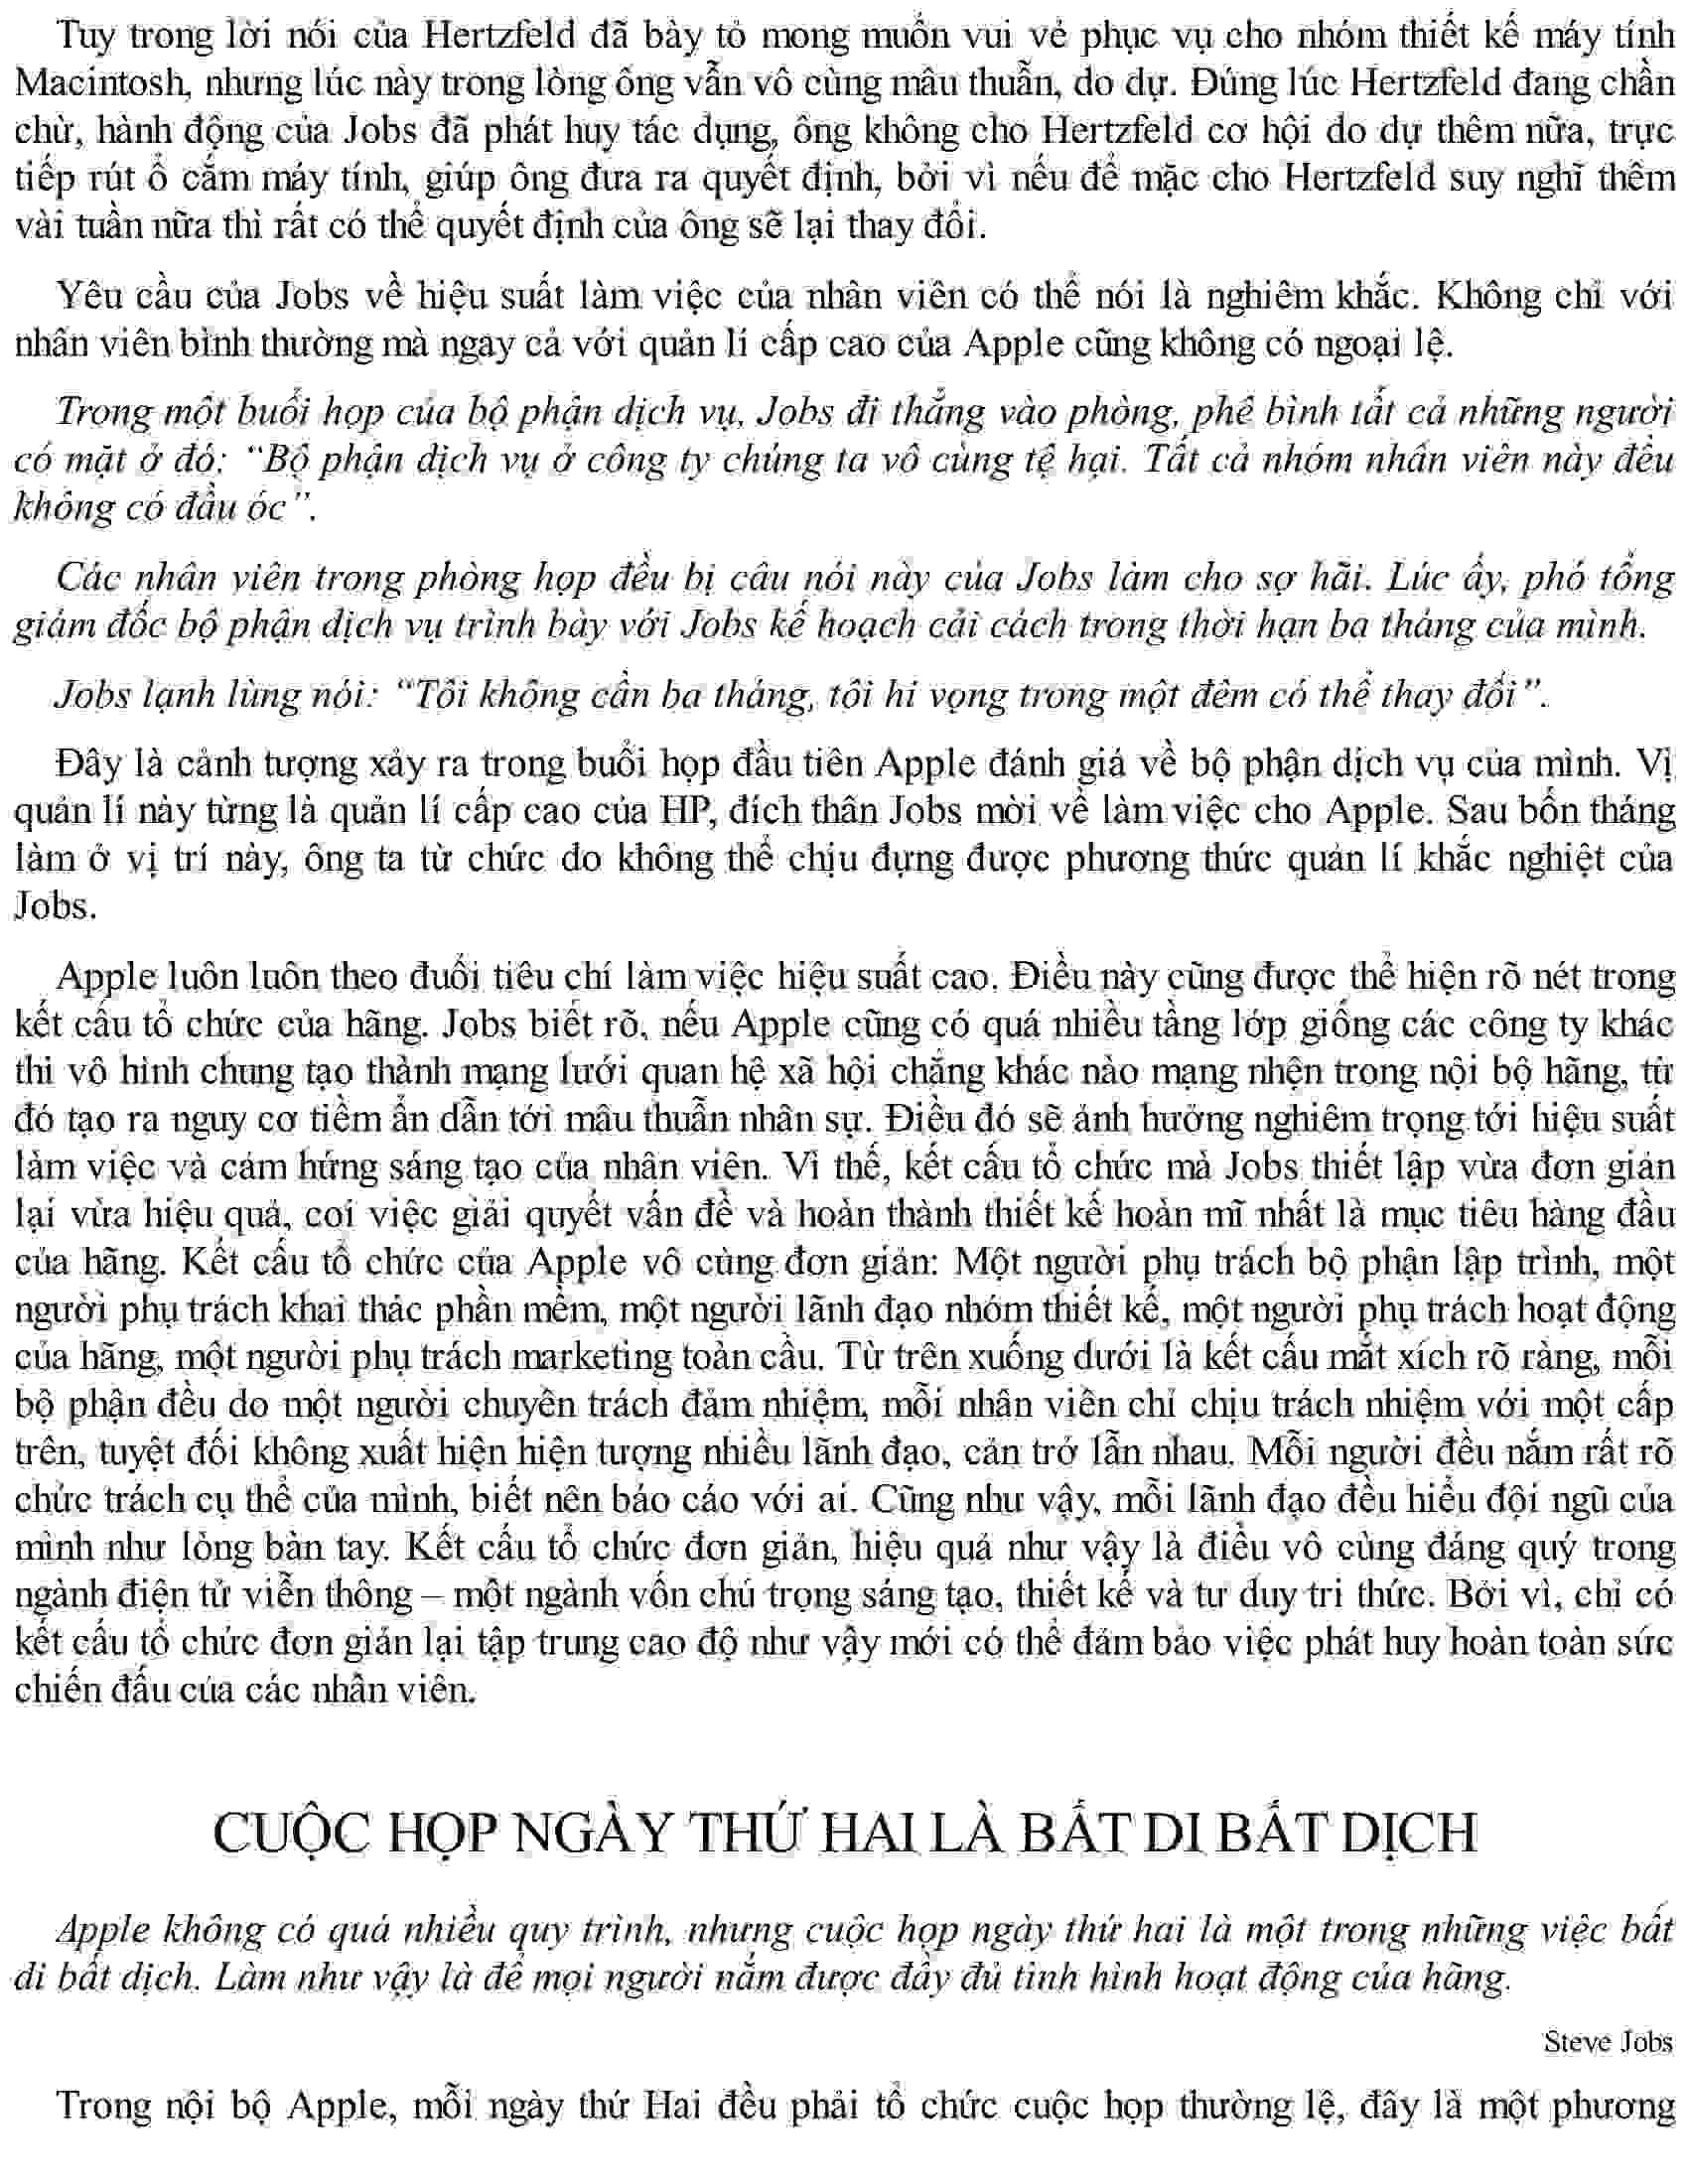 Tuy trong lời nói của Hertzfeld đã bày tỏ mong muốn vui vẻ phục vụ cho nhóm thiết kế máy tính
Macintosh, nhưng lúc này trong lòng ông vẫn vô cùng mâu thuẫn, do dự. Đúng lúc Hertzfeld đang chần
chừ, hành động của Jobs đã phát huy tác dụng, ông không cho Hertzfeld cơ hội do dự thêm nữa, trực
tiếp rút ổ cắm máy tính, giúp ông đưa ra quyết định, bởi vì nếu để mặc cho Hertzfeld suy nghĩ thêm
vài tuần nữa thì rất có thể quyết định của ông sẽ lại thay đổi.
Yêu cầu của Jobs về hiệu suất làm việc của nhân viên có thể nói là nghiêm khắc. Không chỉ với
nhân viên bình thường mà ngay cả với quản lí cấp cao của Apple cũng không có ngoại lệ.
Trong một buổi họp của bộ phận dịch vụ, Jobs đi thẳng vào phòng, phê bình tất cả những người
có mặt ở đó: “Bộ phận dịch vụ ở công ty chúng ta vô cùng tệ hại. Tất cả nhóm nhân viên này đều
không có đầu óc”.
Các nhân viên trong phòng họp đều bị câu nói này của Jobs làm cho sợ hãi. Lúc ấy, phó tổng
giám đốc bộ phận dịch vụ trình bày với Jobs kế hoạch cải cách trong thời hạn ba tháng của mình.
Jobs lạnh lùng nói: “Tôi không cần ba tháng, tôi hi vọng trong một đêm có thể thay đổi”.
Đây là cảnh tượng xảy ra trong buổi họp đầu tiên Apple đánh giá về bộ phận dịch vụ của mình. Vị
quản lí này từng là quản lí cấp cao của HP, đích thân Jobs mời về làm việc cho Apple. Sau bốn tháng
làm ở vị trí này, ông ta từ chức do không thể chịu đựng được phương thức quản lí khắc nghiệt của
Jobs.
Apple luôn luôn theo đuổi tiêu chí làm việc hiệu suất cao. Điều này cũng được thể hiện rõ nét trong
kết cấu tổ chức của hãng. Jobs biết rõ, nếu Apple cũng có quá nhiều tầng lớp giống các công ty khác
thì vô hình chung tạo thành mạng lưới quan hệ xã hội chẳng khác nào mạng nhện trong nội bộ hãng, từ
đó tạo ra nguy cơ tiềm ẩn dẫn tới mâu thuẫn nhân sự. Điều đó sẽ ảnh hưởng nghiêm trọng tới hiệu suất
làm việc và cảm hứng sáng tạo của nhân viên. Vì thế, kết cấu tổ chức mà Jobs thiết lập vừa đơn giản
lại vừa hiệu quả, coi việc giải quyết vấn đề và hoàn thành thiết kế hoàn mĩ nhất là mục tiêu hàng đầu
của hãng. Kết cấu tổ chức của Apple vô cùng đơn giản: Một người phụ trách bộ phận lập trình, một
người phụ trách khai thác phần mềm, một người lãnh đạo nhóm thiết kế, một người phụ trách hoạt động
của hãng, một người phụ trách marketing toàn cầu. Từ trên xuống dưới là kết cấu mắt xích rõ ràng, mỗi
bộ phận đều do một người chuyên trách đảm nhiệm, mỗi nhân viên chỉ chịu trách nhiệm với một cấp
trên, tuyệt đối không xuất hiện hiện tượng nhiều lãnh đạo, cản trở lẫn nhau. Mỗi người đều nắm rất rõ
chức trách cụ thể của mình, biết nên báo cáo với ai. Cũng như vậy, mỗi lãnh đạo đều hiểu đội ngũ của
mình như lòng bàn tay. Kết cấu tổ chức đơn giản, hiệu quả như vậy là điều vô cùng đáng quý trong
ngành điện tử viễn thông – một ngành vốn chú trọng sáng tạo, thiết kế và tư duy tri thức. Bởi vì, chỉ có
kết cấu tổ chức đơn giản lại tập trung cao độ như vậy mới có thể đảm bảo việc phát huy hoàn toàn sức
chiến đấu của các nhân viên.
CUỘC HỌP NGÀY THỨ HAI LÀ BẤT DI BẤT DỊCH
Apple không có quá nhiều quy trình, nhưng cuộc họp ngày thứ hai là một trong những việc bất
di bất dịch. Làm như vậy là để mọi người nắm được đầy đủ tình hình hoạt động của hãng.
Steve Jobs
Trong nội bộ Apple, mỗi ngày thứ Hai đều phải tổ chức cuộc họp thường lệ, đây là một phương